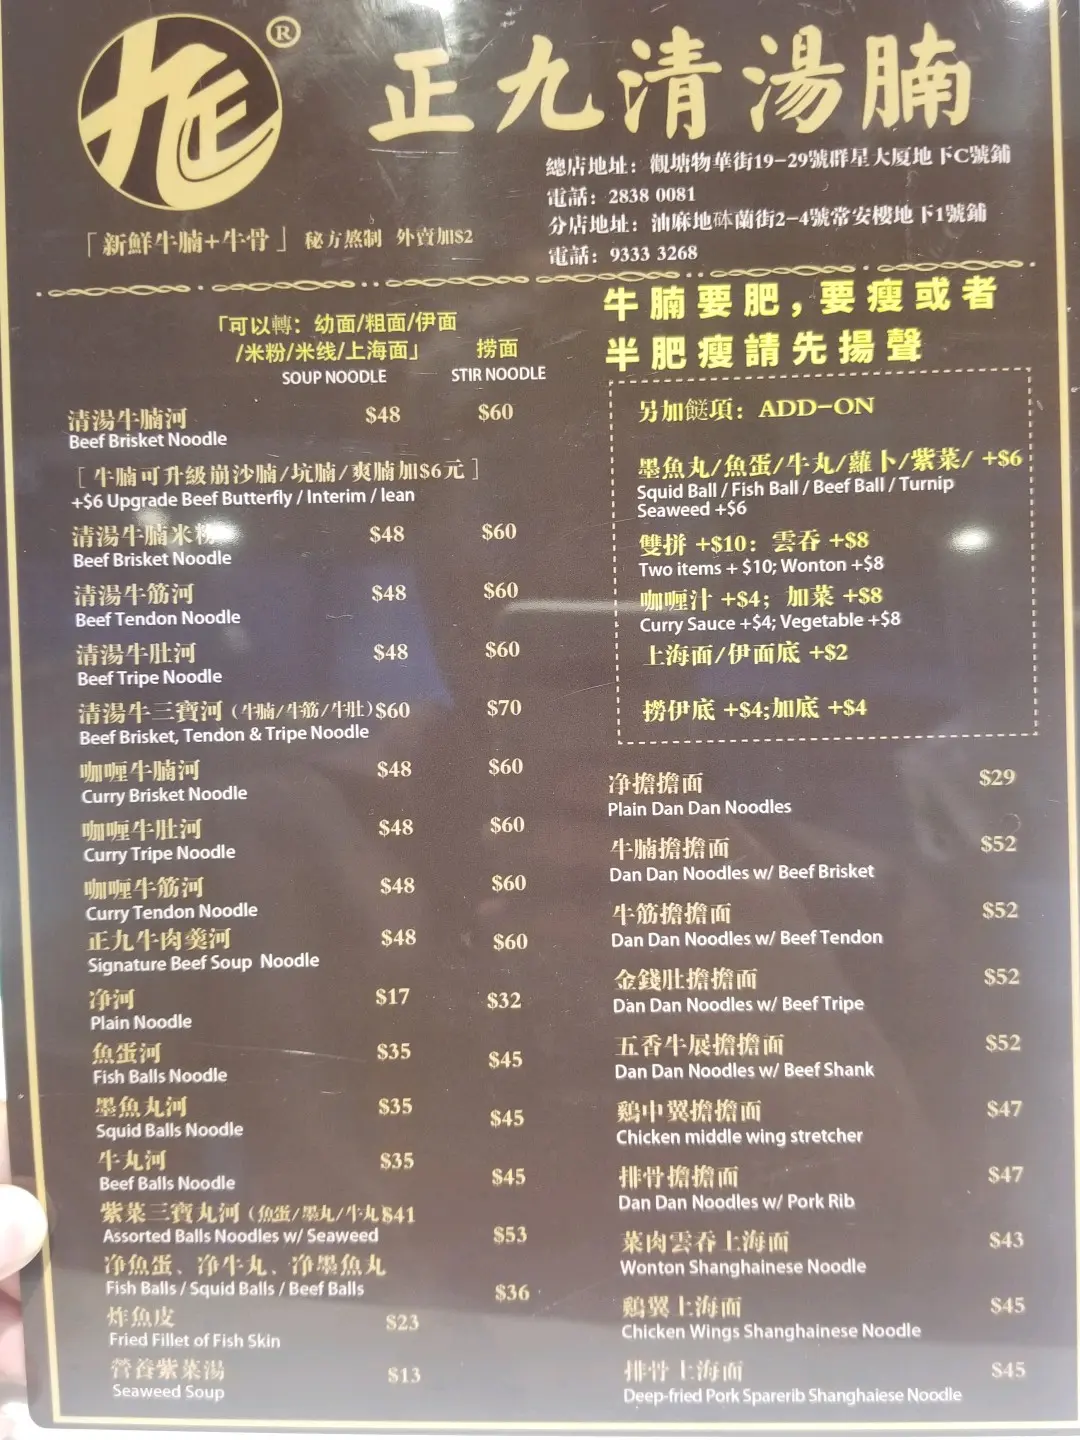 ®
正九清湯腩
總店地址：觀塘物華街19-29號群星大厦地下C號鋪
電話：2838 0081
分店地址：油麻地砵蘭街2-4號常安樓地下1號鋪
電話：9333 3268
「新鮮牛腩+牛骨」 秘方熬制 外賣加$2
「可以轉：幼面/粗面/伊面
/米粉/米线/上海面」 捞面
SOUP NOODLE STIR NOODLE
清湯牛腩河 $48 $60
Beef Brisket Noodle
[ 牛腩可升級崩沙腩/坑腩/爽腩加$6元 ]
+$6 Upgrade Beef Butterfly / Interim / lean
清湯牛腩米粉 $48 $60
Beef Brisket Noodle
清湯牛筋河 $48 $60
Beef Tendon Noodle
清湯牛肚河 $48 $60
Beef Tripe Noodle
清湯牛三寶河（牛腩/牛筋/牛肚）$60 $70
Beef Brisket, Tendon & Tripe Noodle
咖喱牛腩河 $48 $60
Curry Brisket Noodle
咖喱牛肚河 $48 $60
Curry Tripe Noodle
咖喱牛筋河 $48 $60
Curry Tendon Noodle
正九牛肉羹河 $48 $60
Signature Beef Soup Noodle
净河 $17 $32
Plain Noodle
魚蛋河 $35 $45
Fish Balls Noodle
墨魚丸河 $35 $45
Squid Balls Noodle
牛丸河 $35 $45
Beef Balls Noodle
紫菜三寶丸河（魚蛋/墨丸/牛丸 $41 $53
Assorted Balls Noodles w/ Seaweed
净魚蛋、净牛丸、净墨魚丸 $36
Fish Balls / Squid Balls / Beef Balls
炸魚皮 $23
Fried Fillet of Fish Skin
營養紫菜湯 $13
Seaweed Soup
牛腩要肥，要瘦或者
半肥瘦請先揚聲
另加餸項：ADD-ON
墨魚丸/魚蛋/牛丸/蘿卜/紫菜/ +$6
Squid Ball / Fish Ball / Beef Ball / Turnip
Seaweed +$6
雙拼 +$10：雲吞 +$8
Two items + $10; Wonton +$8
咖喱汁 +$4；加菜 +$8
Curry Sauce +$4; Vegetable +$8
上海面/伊面底 +$2
撈伊底 +$4;加底 +$4
净擔擔面 $29
Plain Dan Dan Noodles
牛腩擔擔面 $52
Dan Dan Noodles w/ Beef Brisket
牛筋擔擔面 $52
Dan Dan Noodles w/ Beef Tendon
金錢肚擔擔面 $52
Dan Dan Noodles w/ Beef Tripe
五香牛展擔擔面 $52
Dan Dan Noodles w/ Beef Shank
鷄中翼擔擔面 $47
Chicken middle wing stretcher
排骨擔擔面 $47
Dan Dan Noodles w/ Pork Rib
菜肉雲吞上海面 $43
Wonton Shanghainese Noodle
鷄翼上海面 $45
Chicken Wings Shanghainese Noodle
排骨上海面 $45
Deep-fried Pork Sparerib Shanghaiese Noodle